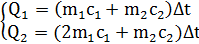 Q₁ = (m₁c₁ + m₂c₂)Δt
Q₂ = (2m₁c₁ + m₂c₂)Δt